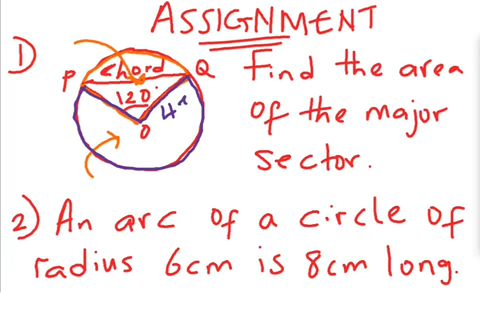 ASSIGNMENT
1)
chord
P
Q
120°
O
Find the area
of the major
sector.
2) An arc of a circle of
radius 6cm is 8cm long.